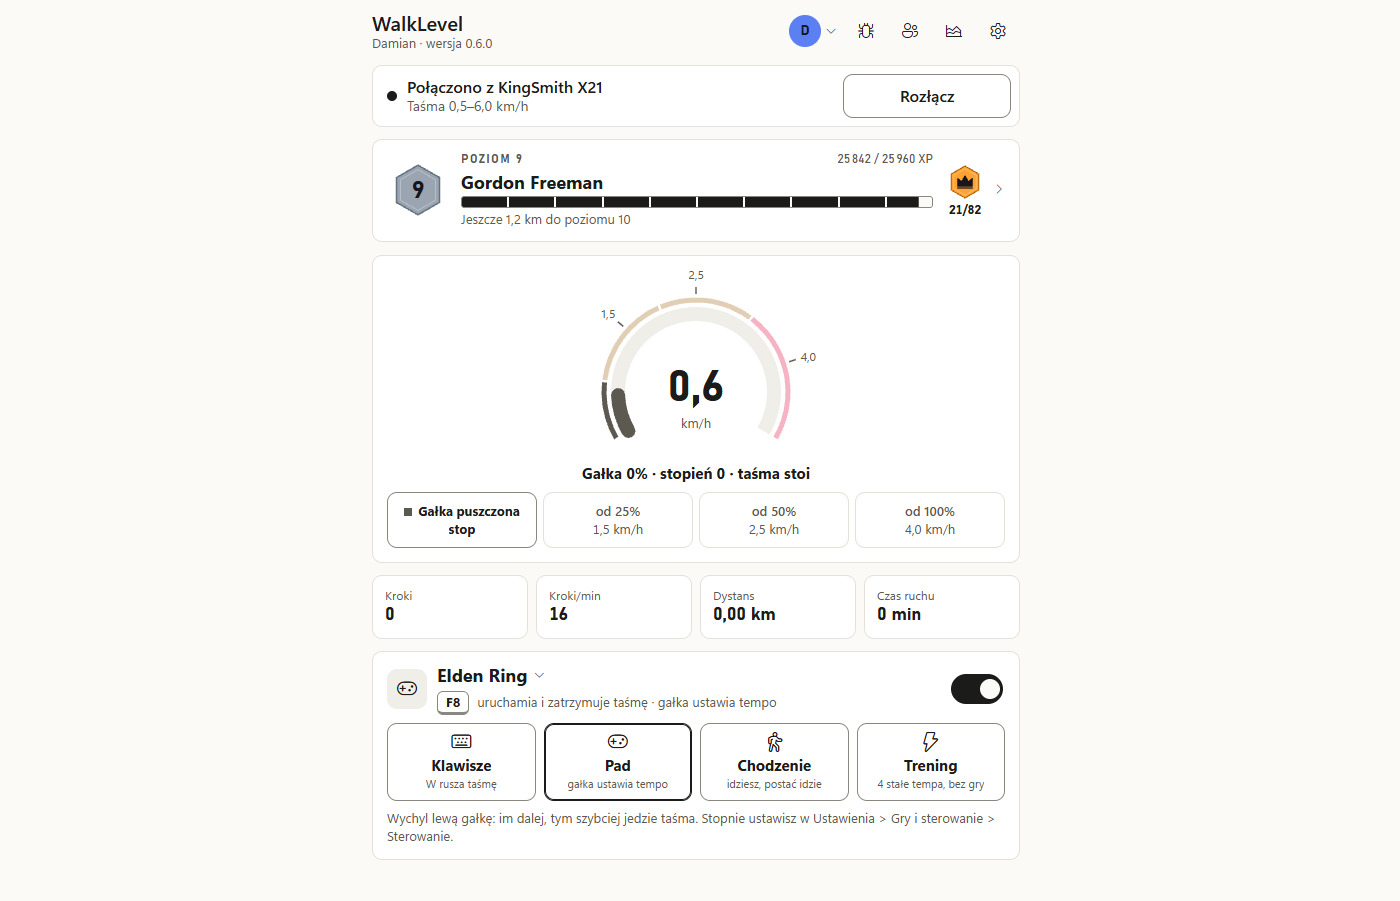 WalkLevel
Damian · wersja 0.6.0
D
Połączono z KingSmith X21
Taśma 0,5–6,0 km/h
Rozłącz
9
POZIOM 9
25 842 / 25 960 XP
Gordon Freeman
Jeszcze 1,2 km do poziomu 10
21/82
2,5
1,5
4,0
0,6
km/h
Gałka 0% · stopień 0 · taśma stoi
Gałka puszczona
stop
od 25%
1,5 km/h
od 50%
2,5 km/h
od 100%
4,0 km/h
Kroki
0
Kroki/min
16
Dystans
0,00 km
Czas ruchu
0 min
Elden Ring
F8 uruchamia i zatrzymuje taśmę · gałka ustawia tempo
Klawisze
W rusza taśmę
Pad
gałka ustawia tempo
Chodzenie
idziesz, postać idzie
Trening
4 stałe tempa, bez gry
Wychyl lewą gałkę: im dalej, tym szybciej jedzie taśma. Stopnie ustawisz w Ustawienia > Gry i sterowanie >
Sterowanie.